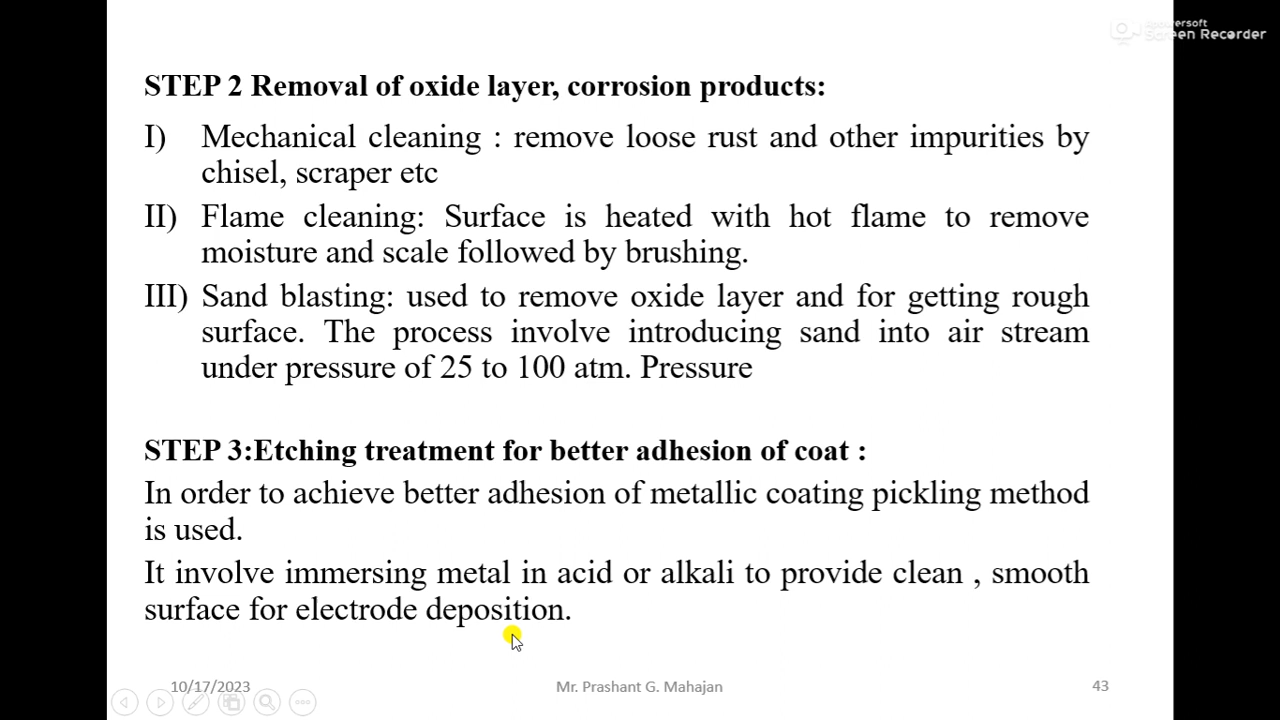 Screen Recorder
STEP 2 Removal of oxide layer, corrosion products:
I) Mechanical cleaning : remove loose rust and other impurities by
chisel, scraper etc
II) Flame cleaning: Surface is heated with hot flame to remove
moisture and scale followed by brushing.
III) Sand blasting: used to remove oxide layer and for getting rough
surface. The process involve introducing sand into air stream
under pressure of 25 to 100 atm. Pressure
STEP 3:Etching treatment for better adhesion of coat :
In order to achieve better adhesion of metallic coating pickling method
is used.
It involve immersing metal in acid or alkali to provide clean , smooth
surface for electrode deposition.
10/17/2023 Mr. Prashant G. Mahajan 43